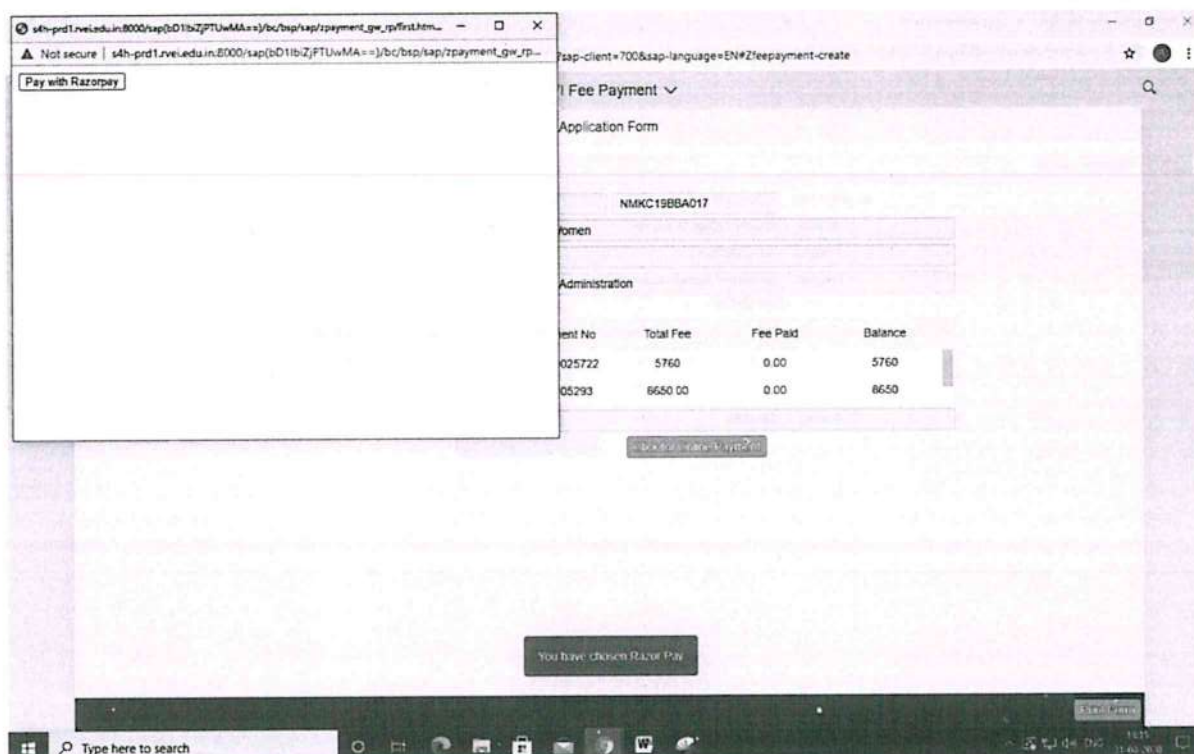 s4h-prd1.rvei.edu.in:8000/sap(bD1lbiZjPTUwMA==)/bc/bsp/sap/zpayment_gw_rp/first.htm...
Not secure | s4h-prd1.rvei.edu.in:8000/sap(bD1lbiZjPTUwMA==)/bc/bsp/sap/zpayment_gw_rp...
?sap-client=700&sap-language=EN#Zfeepayment-create
Pay with Razorpay
I Fee Payment
Application Form
NMKC19BBA017
omen
Administration
ent No Total Fee Fee Paid Balance
025722 5760 0.00 5760
05293 8650.00 0.00 8650
You have chosen Razor Pay
Type here to search